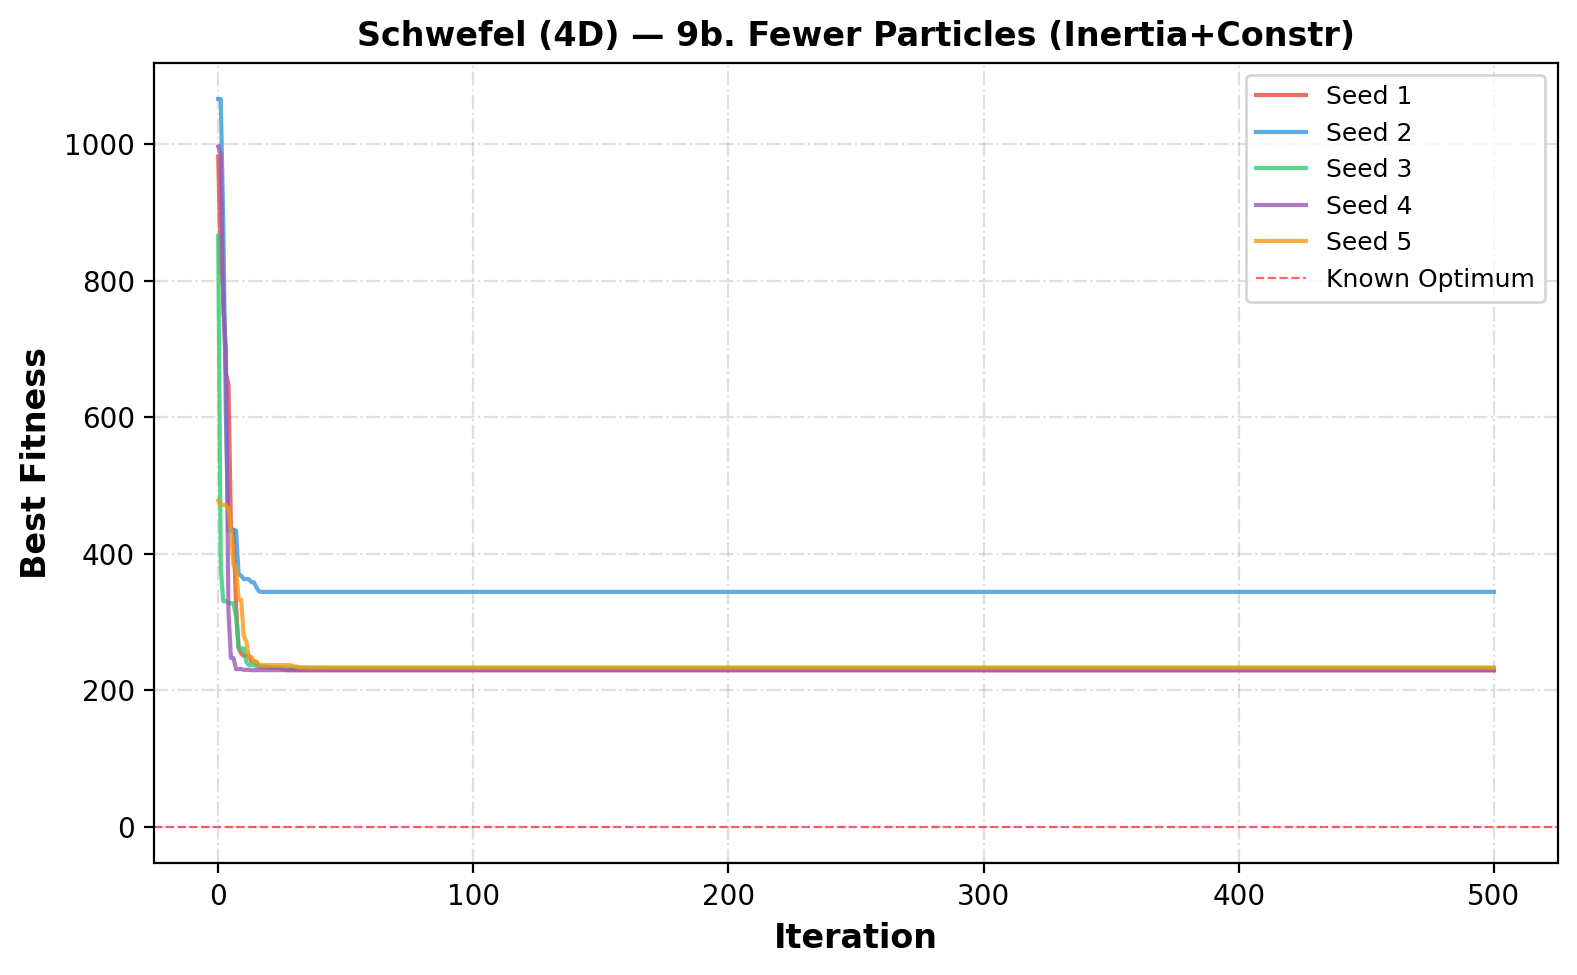 Schwefel (4D) — 9b. Fewer Particles (Inertia+Constr)
Seed 1
Seed 2
Seed 3
Seed 4
Seed 5
Known Optimum
Best Fitness
1000
800
600
400
200
0
0 100 200 300 400 500
Iteration